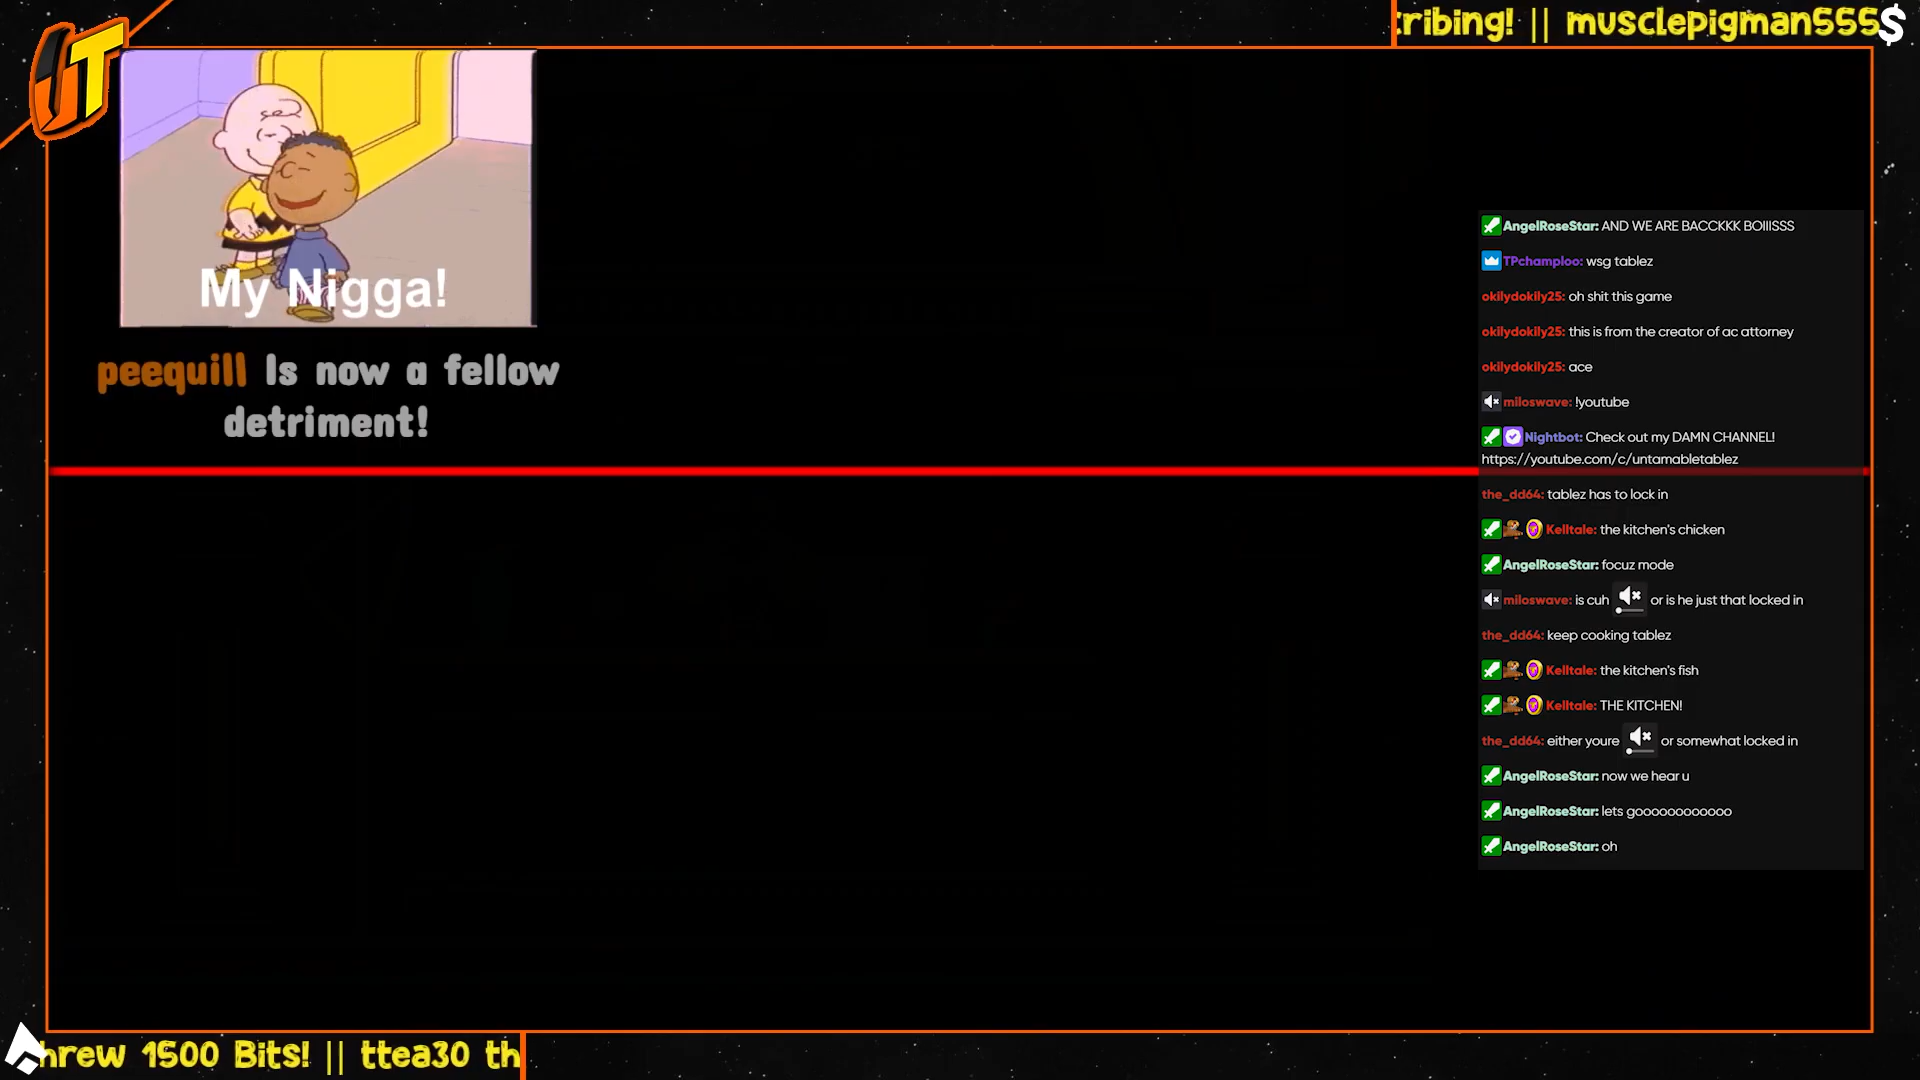 cribing! || musclepigman555$
UT
My Nigga!
peequill Is now a fellow
detriment!
AngelRoseStar: AND WE ARE BACCKKK BOIIISSS
TPchamploo: wsg tablez
okilydokily25: oh shit this game
okilydokily25: this is from the creator of ac attorney
okilydokily25: ace
miloswave: !youtube
Nightbot: Check out my DAMN CHANNEL!
https://youtube.com/c/untamabletablez
the_dd64: tablez has to lock in
Kelltale: the kitchen's chicken
AngelRoseStar: focuz mode
miloswave: is cuh or is he just that locked in
the_dd64: keep cooking tablez
Kelltale: the kitchen's fish
Kelltale: THE KITCHEN!
the_dd64: either youre or somewhat locked in
AngelRoseStar: now we hear u
AngelRoseStar: lets goooooooooooo
AngelRoseStar: oh
hrew 1500 Bits! || ttea30 th